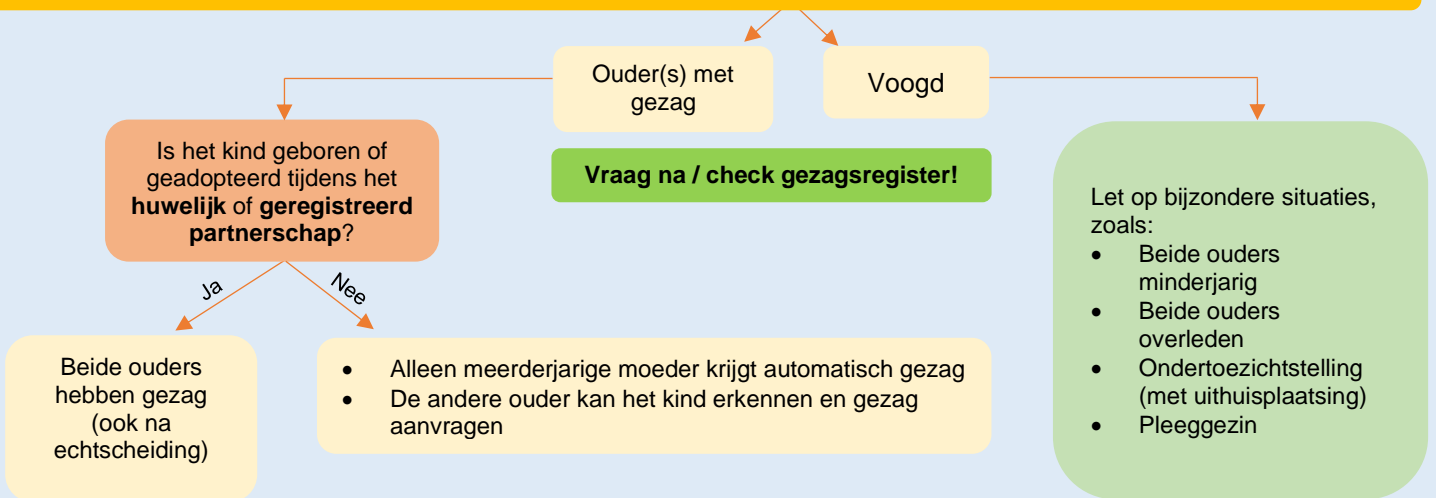 Ouder(s) met
gezag
Voogd
Vraag na / check gezagsregister!
Is het kind geboren of
geadopteerd tijdens het
huwelijk of geregistreerd
partnerschap?
Ja
Nee
Beide ouders
hebben gezag
(ook na
echtscheiding)
• Alleen meerderjarige moeder krijgt automatisch gezag
• De andere ouder kan het kind erkennen en gezag
aanvragen
Let op bijzondere situaties,
zoals:
• Beide ouders
minderjarig
• Beide ouders
overleden
• Ondertoezichtstelling
(met uithuisplaatsing)
• Pleeggezin